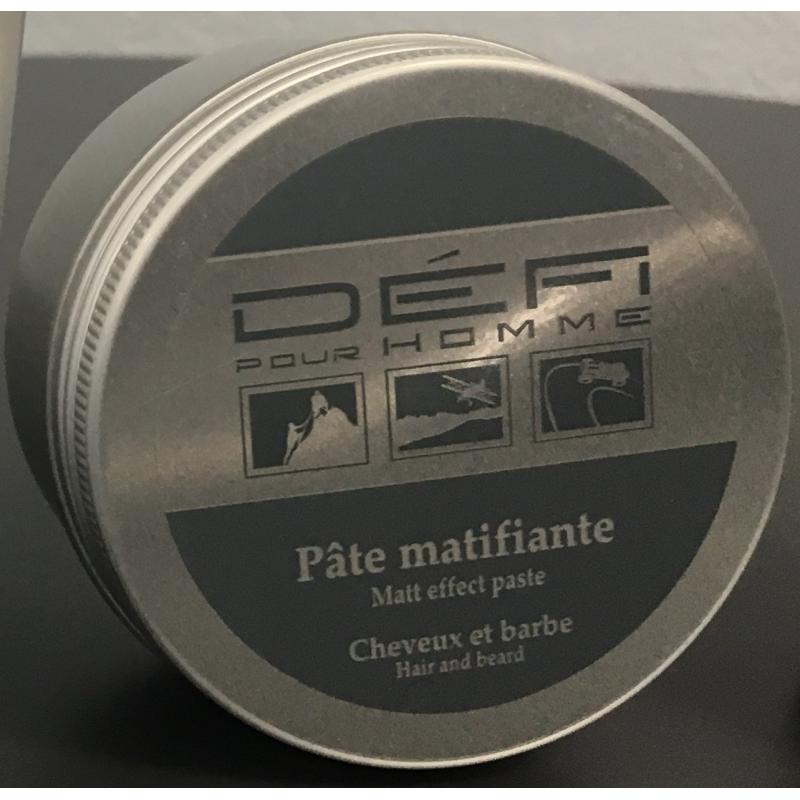 DÉFI
POUR HOMME
Pâte matifiante
Matt effect paste
Cheveux et barbe
Hair and beard